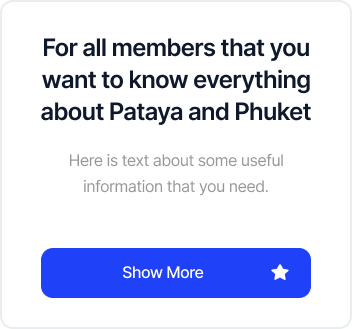 For all members that you
want to know everything
about Pataya and Phuket
Here is text about some useful
information that you need.
Show More